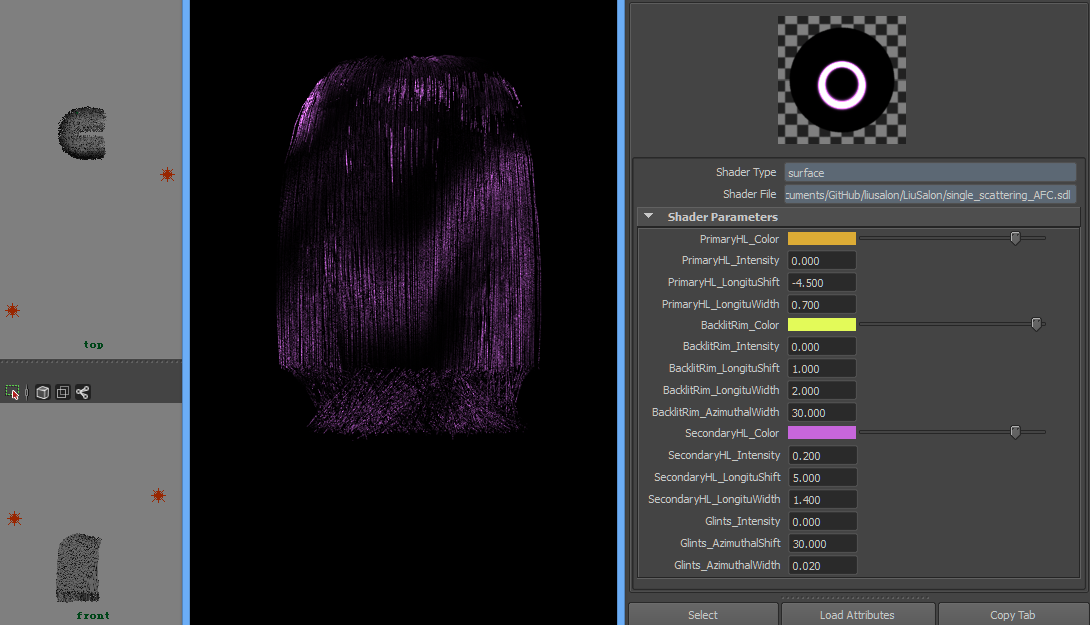 top
front
Shader Type surface
Shader File cuments/GitHub/liusalon/LiuSalon/single_scattering_AFC.sdl
Shader Parameters
PrimaryHL_Color
PrimaryHL_Intensity 0.000
PrimaryHL_LongituShift -4.500
PrimaryHL_LongituWidth 0.700
BacklitRim_Color
BacklitRim_Intensity 0.000
BacklitRim_LongituShift 1.000
BacklitRim_LongituWidth 2.000
BacklitRim_AzimuthalWidth 30.000
SecondaryHL_Color
SecondaryHL_Intensity 0.200
SecondaryHL_LongituShift 5.000
SecondaryHL_LongituWidth 1.400
Glints_Intensity 0.000
Glints_AzimuthalShift 30.000
Glints_AzimuthalWidth 0.020
Select Load Attributes Copy Tab